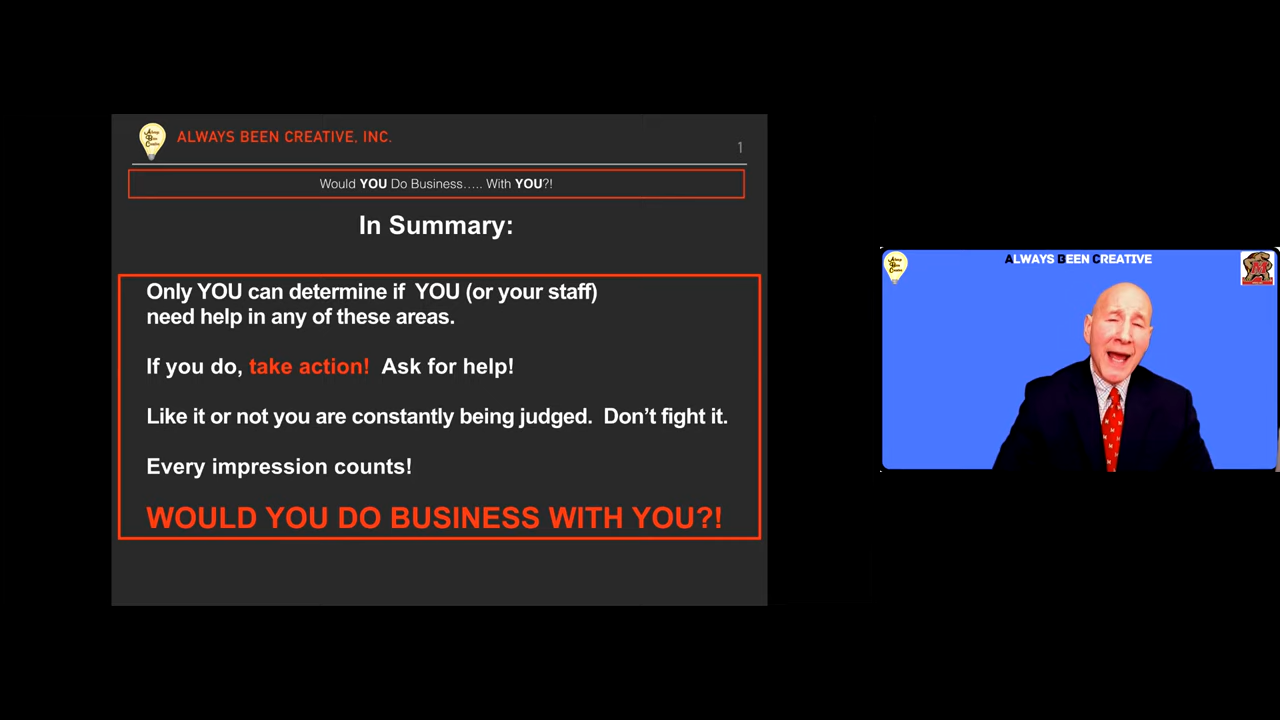 ALWAYS BEEN CREATIVE, INC.
1
Would YOU Do Business….. With YOU?!
In Summary:
Only YOU can determine if YOU (or your staff)
need help in any of these areas.
If you do, take action! Ask for help!
Like it or not you are constantly being judged. Don’t fight it.
Every impression counts!
WOULD YOU DO BUSINESS WITH YOU?!
ALWAYS BEEN CREATIVE
M